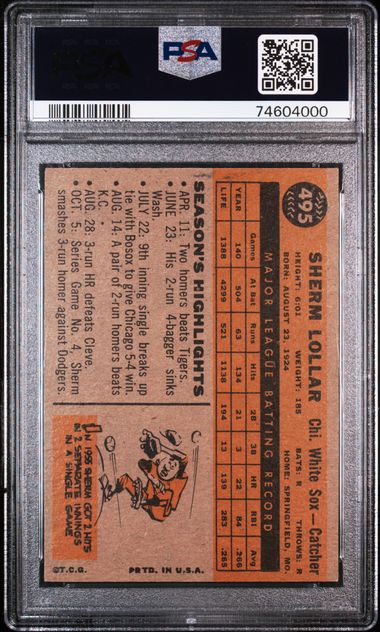 PSA
PSA
74604000
495
SHERM LOLLAR Chi. White Sox—Catcher
HEIGHT: 6:01 WEIGHT: 185 BATS: R THROWS: R
BORN: AUGUST 23, 1924 HOME: SPRINGFIELD, MO.
MAJOR LEAGUE BATTING RECORD
Games At Bat Runs Hits 2B 3B HR RBI Avg
YEAR 140 504 63 134 21 3 22 84 .265
LIFE 1388 4299 521 1138 194 13 139 283 .265
SEASON'S HIGHLIGHTS
• APR. 11: Two homers beats Tigers.
• JUNE 23: His 2-run 4-bagger sinks
Wash.
• JULY 22. 9th inning single breaks up
tie with Bosox to give Chicago 5-4 win.
• AUG 14: A pair of 2-run homers beats
K.C.
• AUG 28: 3-run HR defeats Cleve.
• OCT. 5: Series Game No. 4, Sherm
smashes 3-run homer against Dodgers.
IN 1955 SHERM GOT 2 HITS
IN 2 SEPARATE INNINGS
IN A SINGLE GAME
©T.C.G. PRTD. IN U.S.A.